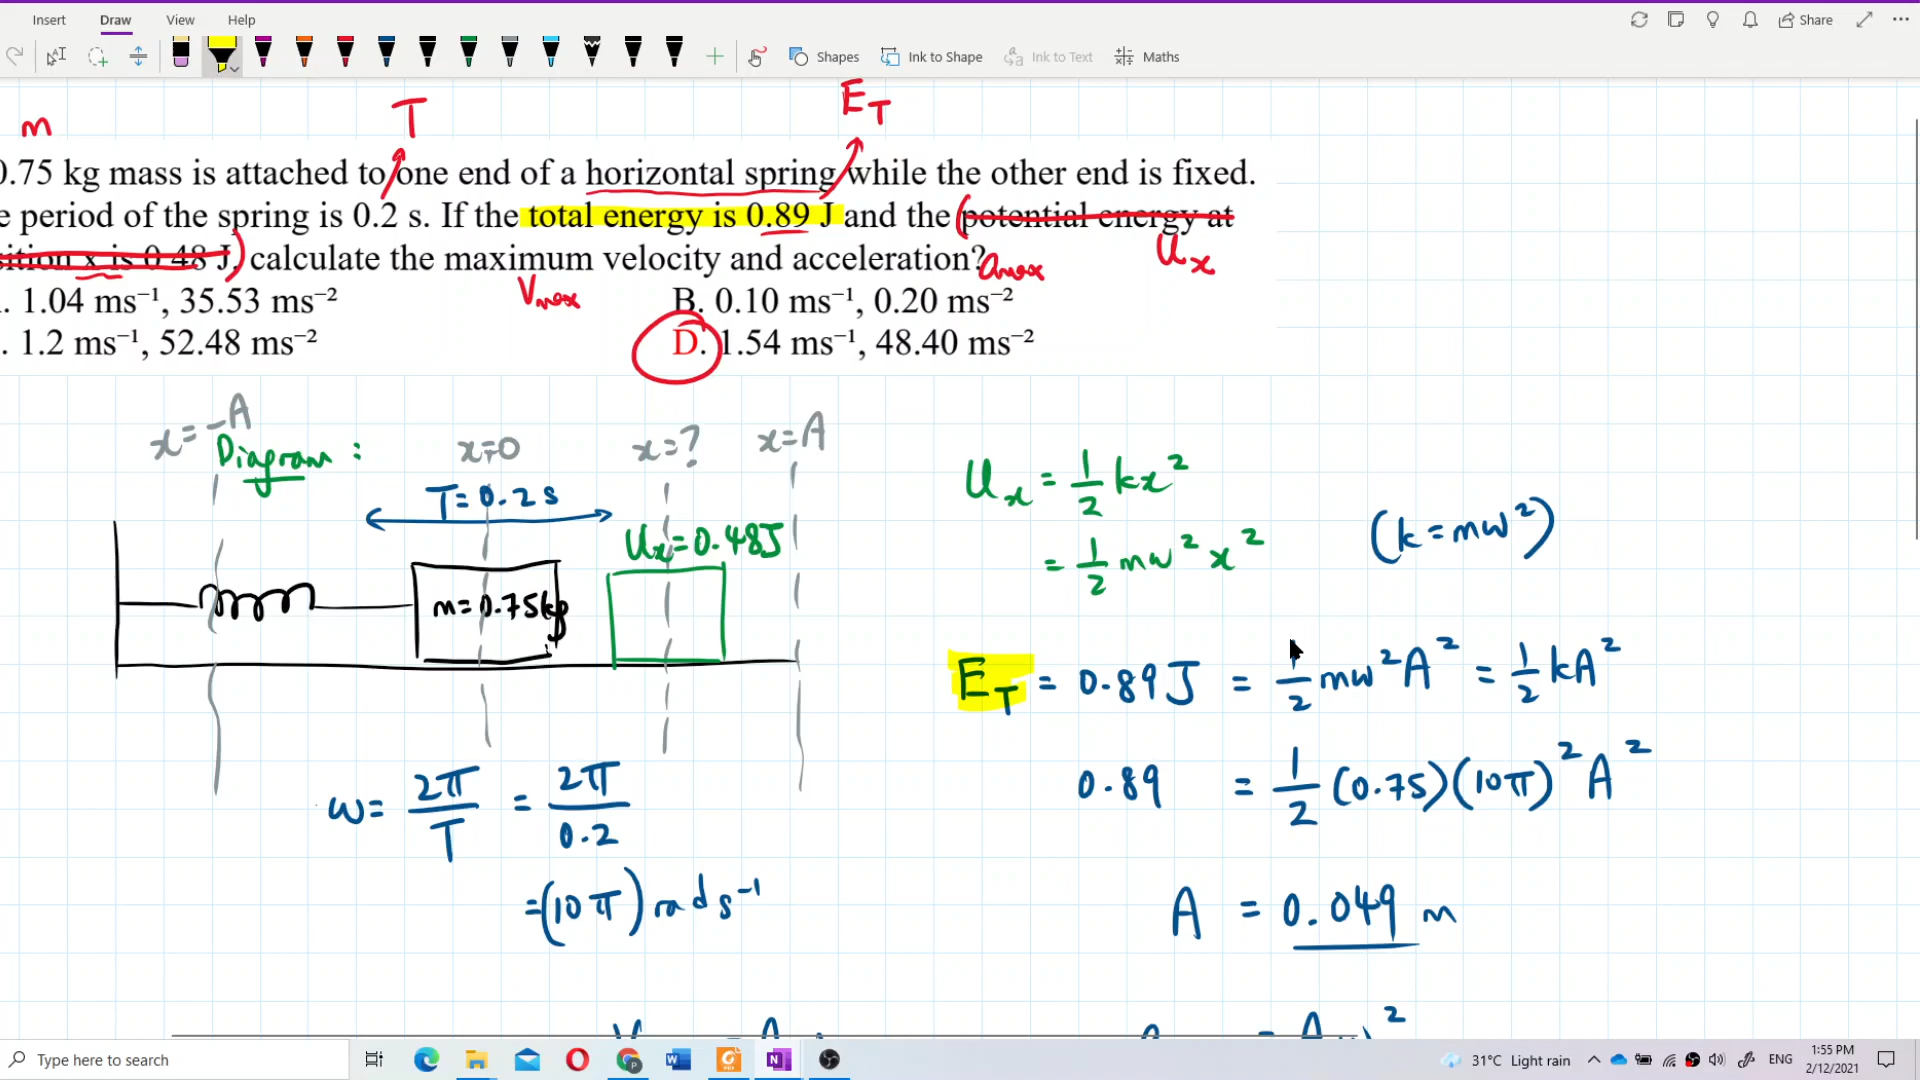 Insert Draw View Help
Share
Shapes Ink to Shape Ink to Text Maths
m T E_T
0.75 kg mass is attached to one end of a horizontal spring while the other end is fixed.
e period of the spring is 0.2 s. If the total energy is 0.89 J and the (potential energy at
sition x is 0.48 J) calculate the maximum velocity and acceleration?
V_max a_max U_x
. 1.04 ms⁻¹, 35.53 ms⁻² B. 0.10 ms⁻¹, 0.20 ms⁻²
. 1.2 ms⁻¹, 52.48 ms⁻² D. 1.54 ms⁻¹, 48.40 ms⁻²
x=-A x=0 x=? x=A
Diagram :
T=0.2s
U_x=0.48J
m=0.75kg
ω= 2π/T = 2π/0.2
=(10π) rad s⁻¹
U_x = 1/2 kx²
= 1/2 mω²x²
(k=mω²)
E_T = 0.89J = 1/2 mω²A² = 1/2 kA²
0.89 = 1/2 (0.75)(10π)²A²
A = 0.049 m
Type here to search
31°C Light rain
ENG
1:55 PM
2/12/2021